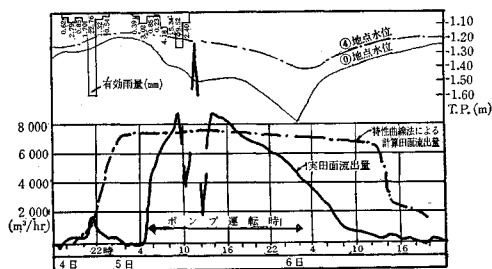 -1.10
④地点水位
-1.20
-1.30
①地点水位
-1.40
-1.50
有効雨量(mm)
-1.60
T.P.(m)
8 000
特性曲線法による
計算田面流出量
6 000
実田面流出量
4 000
2 000
(m³/hr)
ポンプ運転時
22時 4 10 16 22 4 10 16
4日 5日 6日